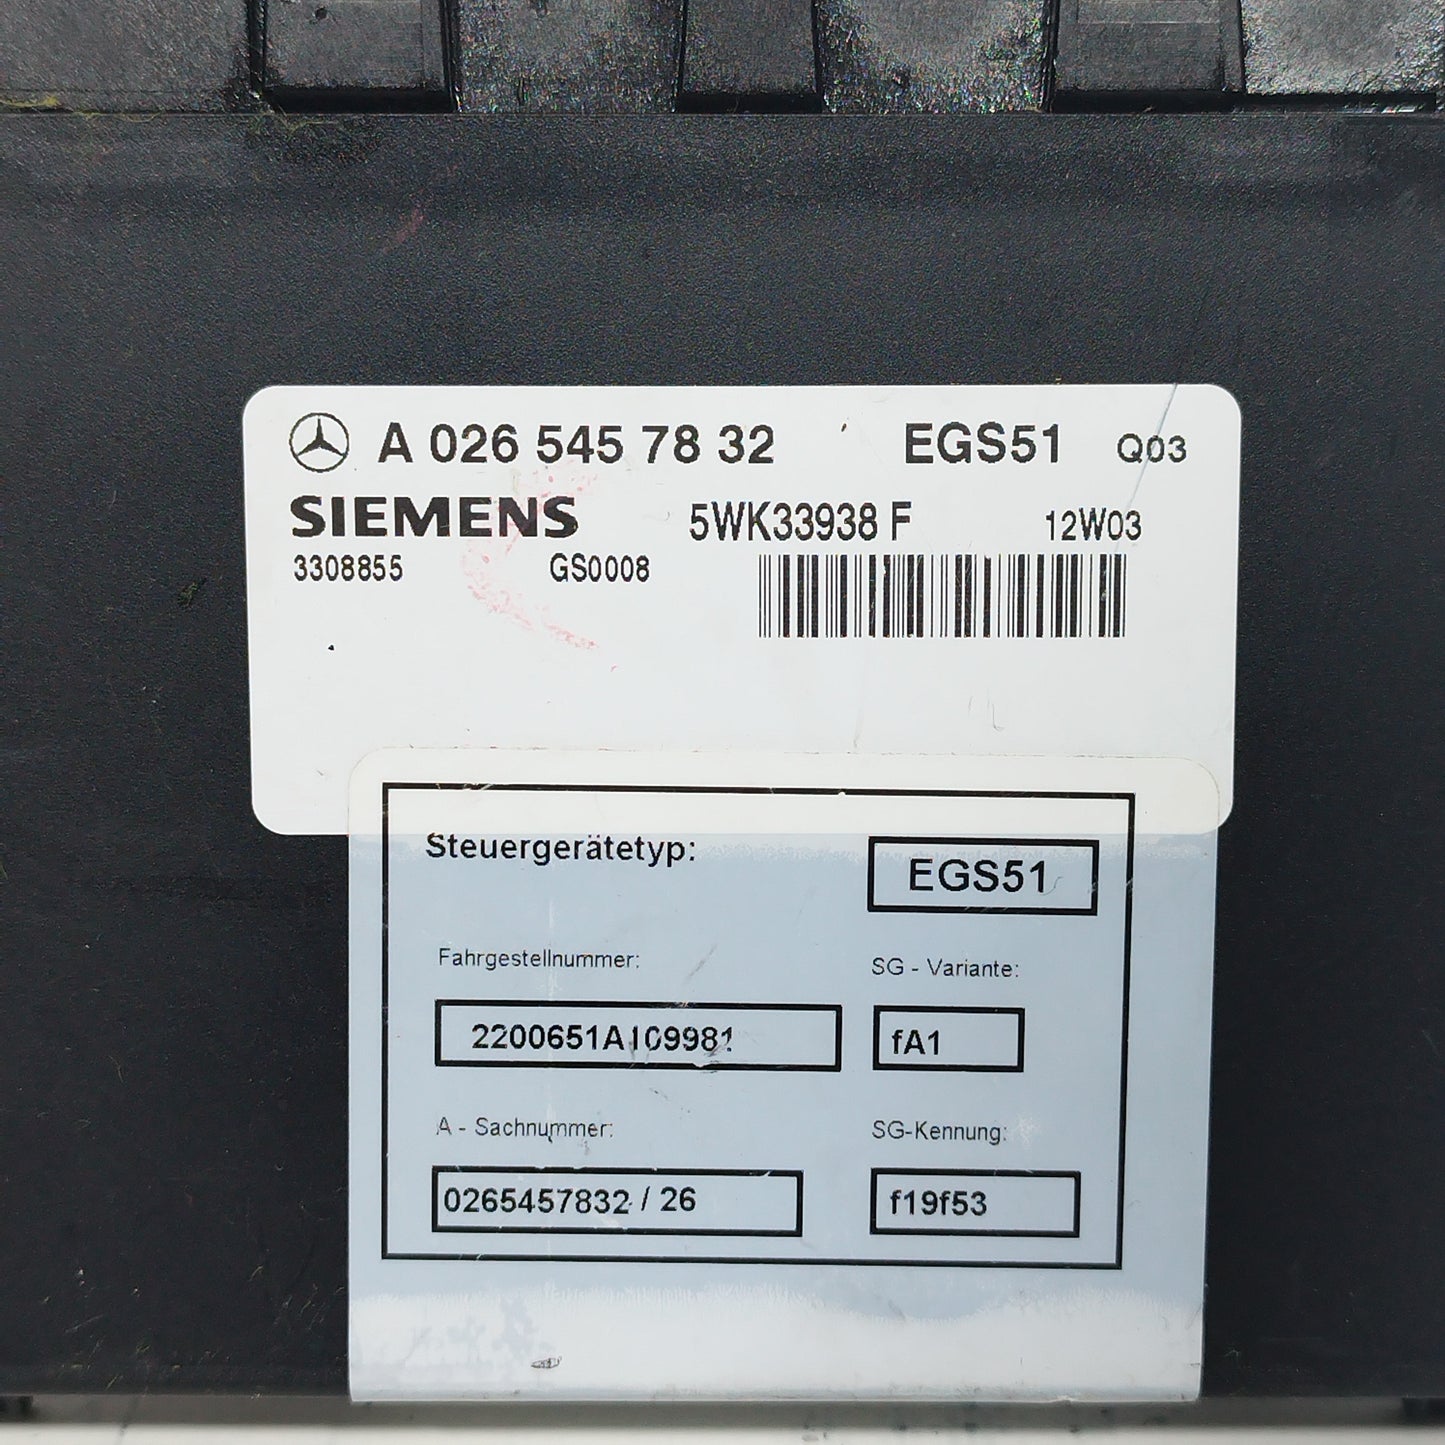 A 026 545 78 32 EGS51 Q03
SIEMENS 5WK33938 F 12W03
3308855 GS0008
Steuergerätetyp: EGS51
Fahrgestellnummer: SG - Variante:
fA1
A - Sachnummer: SG-Kennung:
0265457832 / 26 f19f53